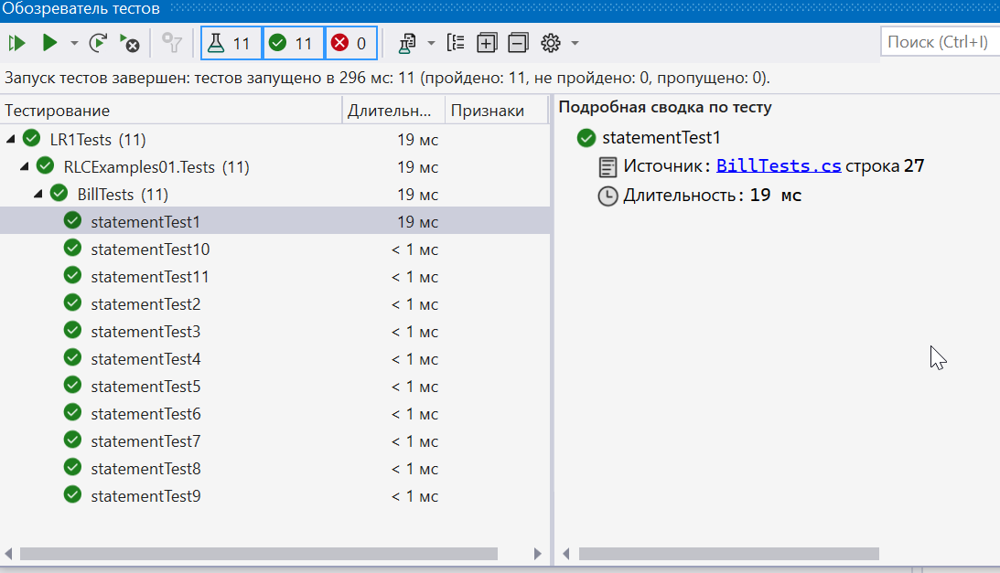 Обозреватель тестов
11 11 0
Поиск (Ctrl+I)
Запуск тестов завершен: тестов запущено в 296 мс: 11 (пройдено: 11, не пройдено: 0, пропущено: 0).
Тестирование Длительн... Признаки
LR1Tests (11) 19 мс
RLCExamples01.Tests (11) 19 мс
BillTests (11) 19 мс
statementTest1 19 мс
statementTest10 < 1 мс
statementTest11 < 1 мс
statementTest2 < 1 мс
statementTest3 < 1 мс
statementTest4 < 1 мс
statementTest5 < 1 мс
statementTest6 < 1 мс
statementTest7 < 1 мс
statementTest8 < 1 мс
statementTest9 < 1 мс
Подробная сводка по тесту
statementTest1
Источник: BillTests.cs строка 27
Длительность: 19 мс